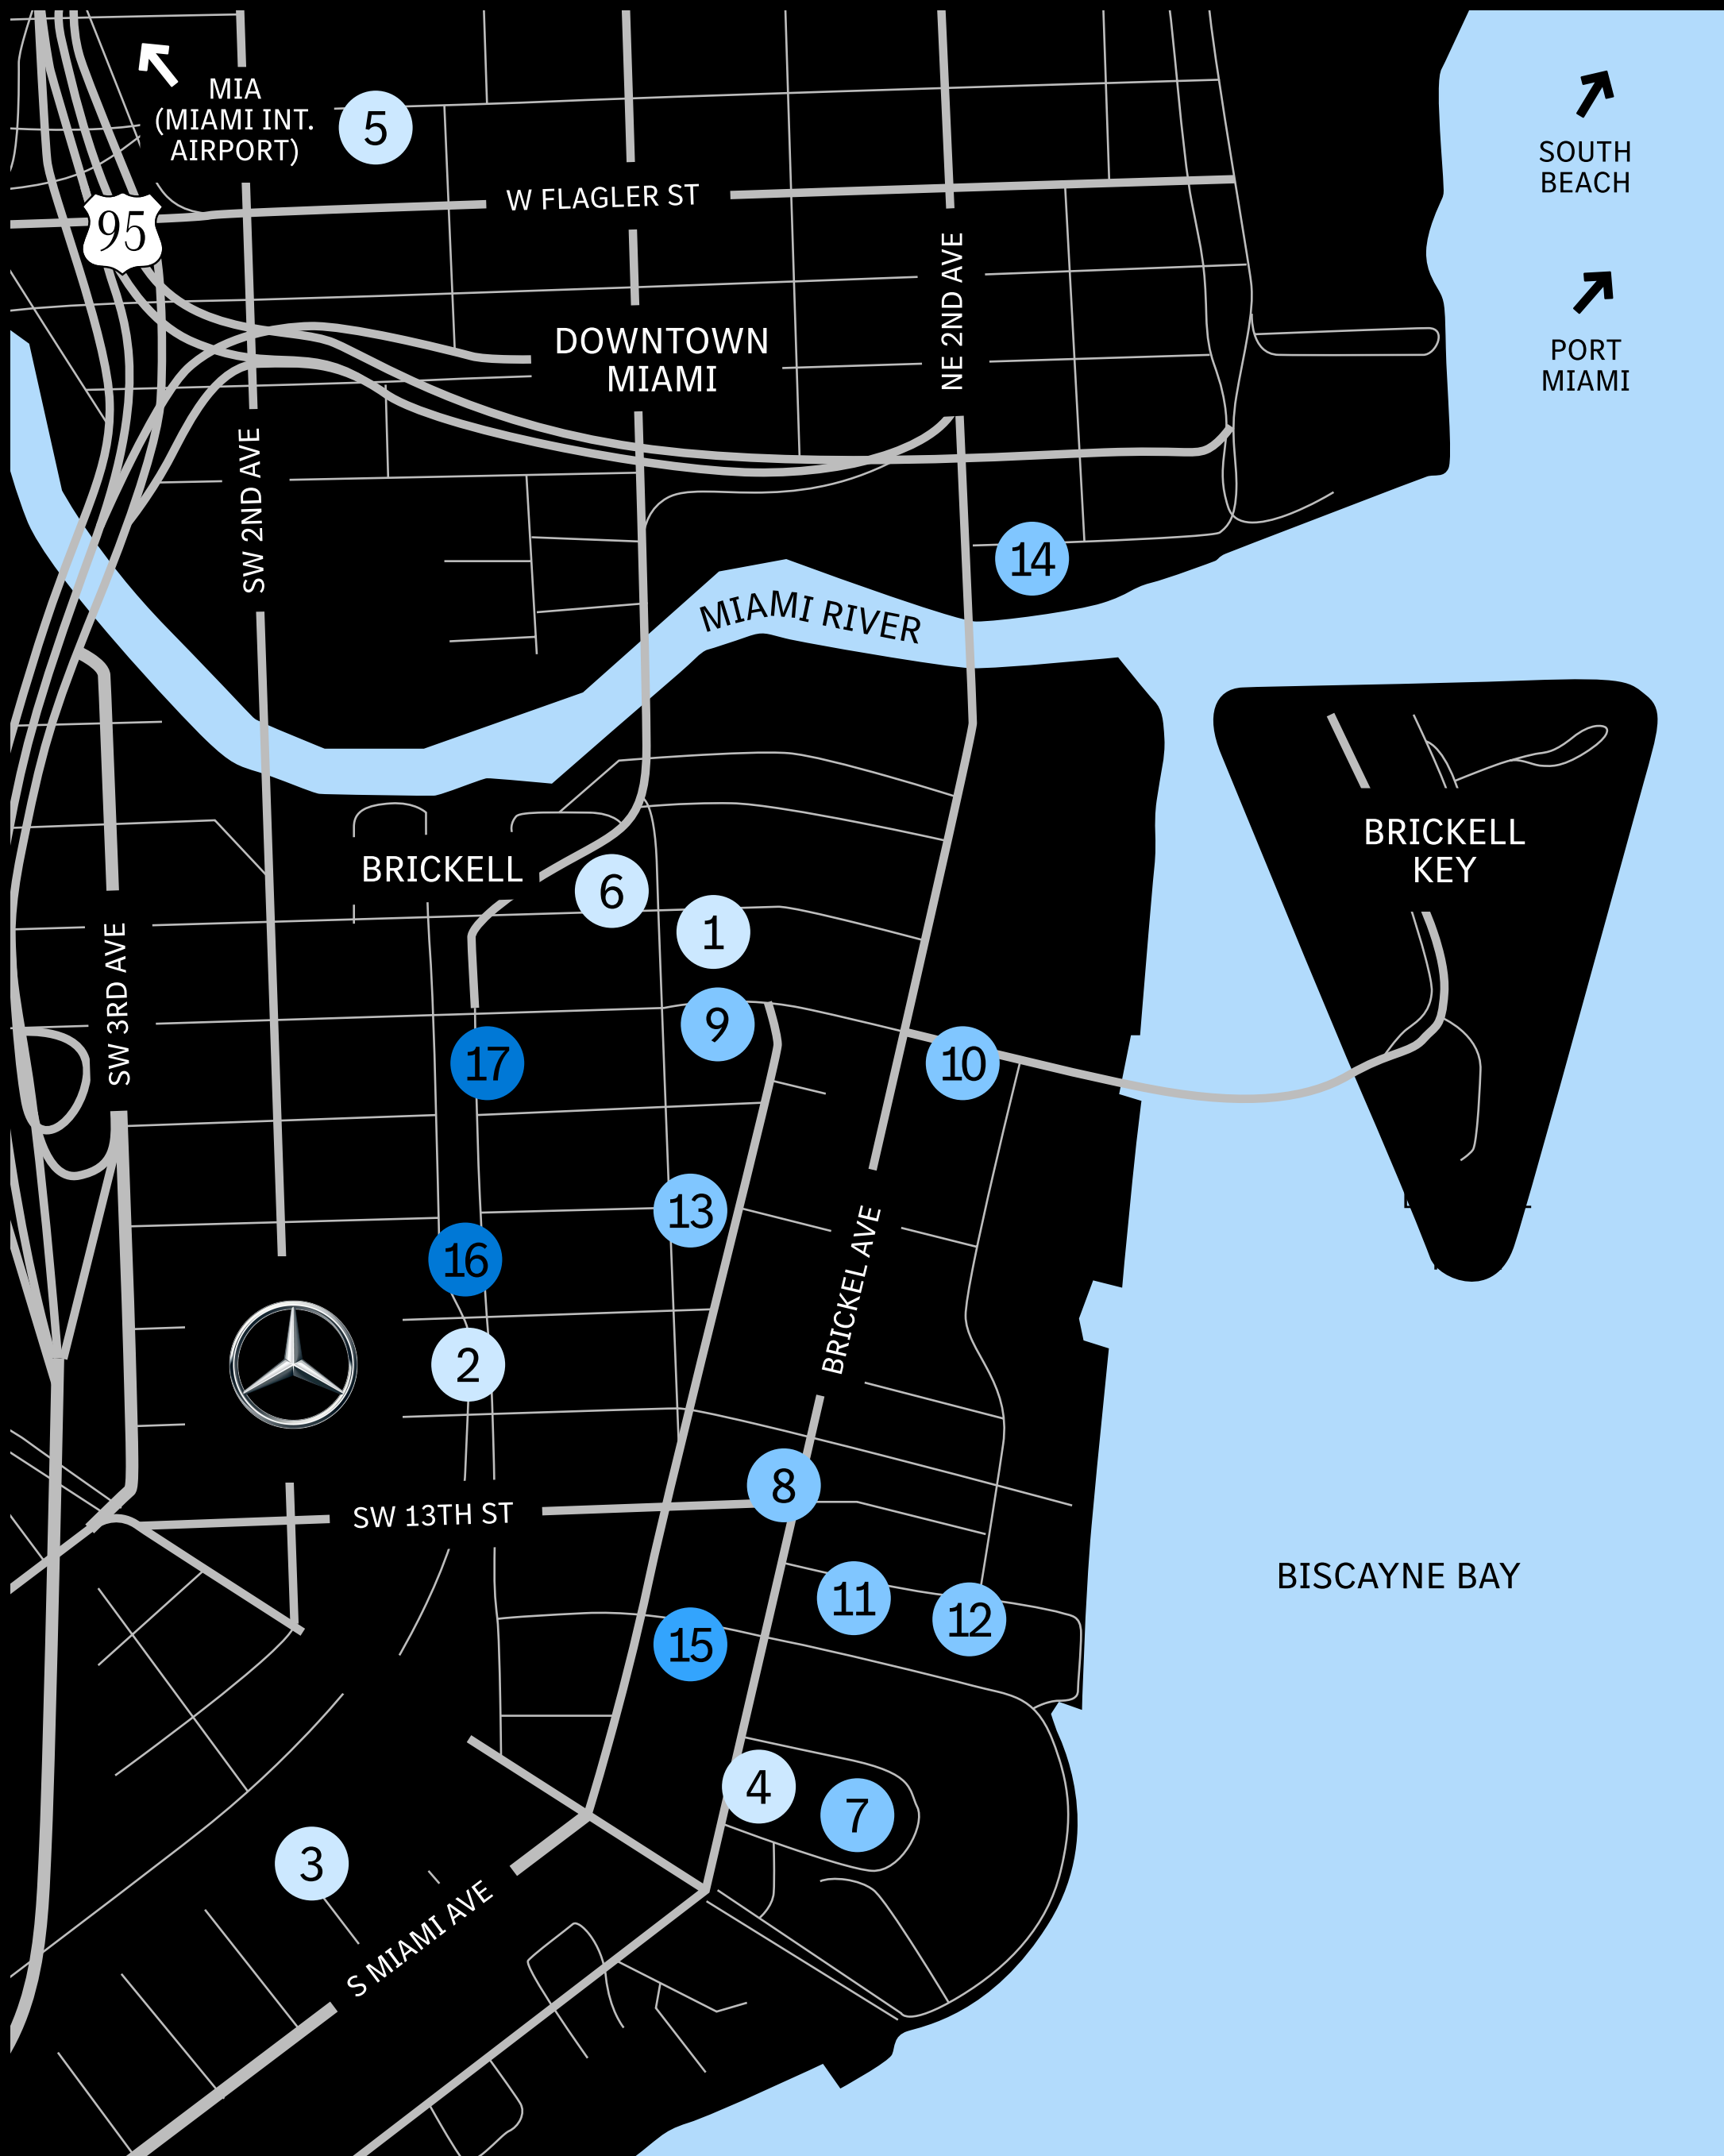 MIA
(MIAMI INT.
AIRPORT)
5
SOUTH
BEACH
W FLAGLER ST
95
NE 2ND AVE
DOWNTOWN
MIAMI
PORT
MIAMI
SW 2ND AVE
14
MIAMI RIVER
BRICKELL
KEY
BRICKELL
6
1
SW 3RD AVE
9
17
10
13
16
BRICKEL AVE
2
8
SW 13TH ST
BISCAYNE BAY
11
12
15
4
7
3
S MIAMI AVE